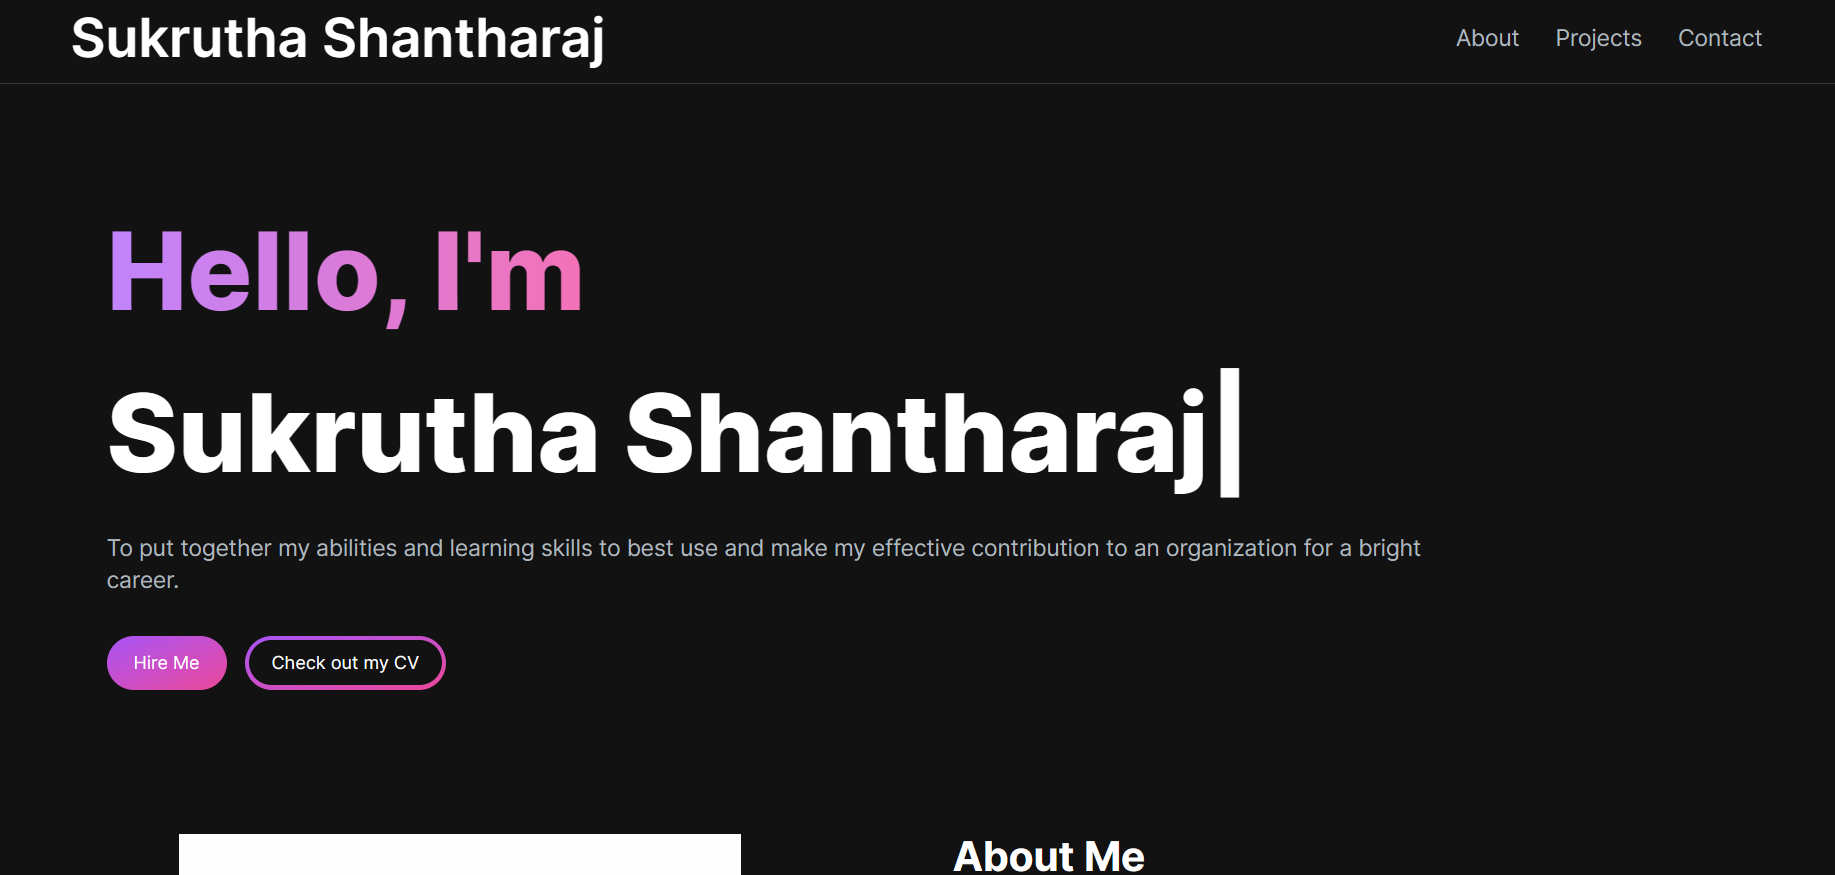 Sukrutha Shantharaj
About Projects Contact
Hello, I'm
Sukrutha Shantharaj|
To put together my abilities and learning skills to best use and make my effective contribution to an organization for a bright
career.
Hire Me
Check out my CV
About Me